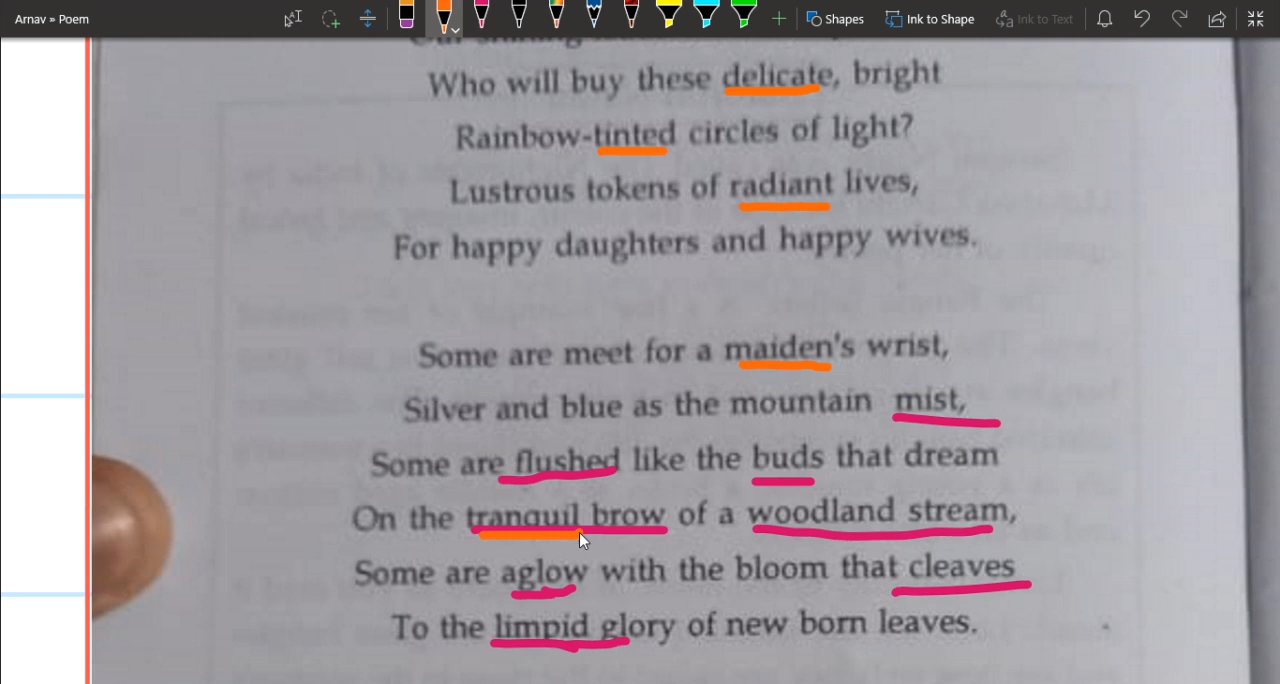 Arnav » Poem
Shapes
Ink to Shape
Ink to Text
Who will buy these delicate, bright
Rainbow-tinted circles of light?
Lustrous tokens of radiant lives,
For happy daughters and happy wives.
Some are meet for a maiden's wrist,
Silver and blue as the mountain mist,
Some are flushed like the buds that dream
On the tranquil brow of a woodland stream,
Some are aglow with the bloom that cleaves
To the limpid glory of new born leaves.